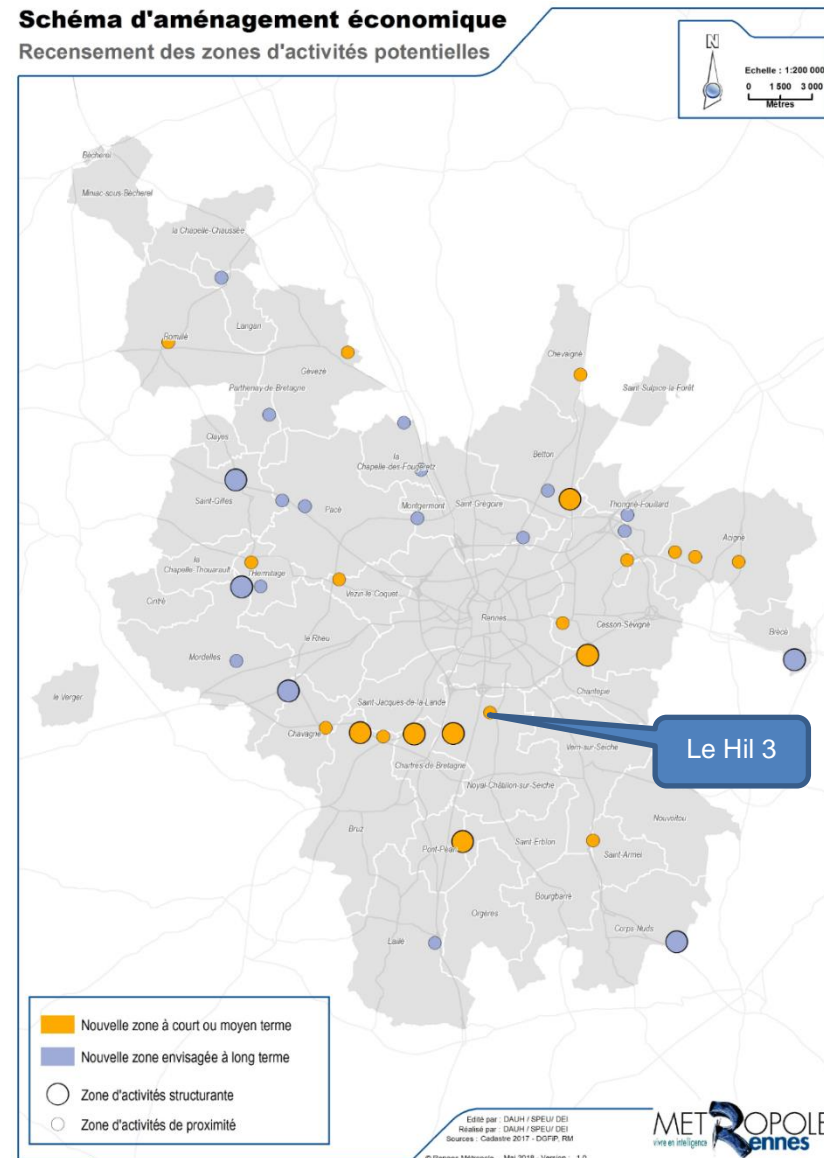 Schéma d'aménagement économique
Recensement des zones d'activités potentielles
N
Echelle : 1:200 000
0 1 500 3 000
Mètres
Bécherel
Miniac-sous-Bécherel
la Chapelle-Chaussée
Langan
Romillé
Gévezé
Chevaigné
Saint-Sulpice-la-Forêt
Parthenay-de-Bretagne
Clayes
la
Chapelle-des-Fougeretz
Betton
Saint-Gilles
Pacé
Montgermont
Saint Grégoire
Thorigné-Fouillard
Acigné
la
Chapelle-Thouarault
l'Hermitage
Cintré
Vezin-le-Coquet
Rennes
Cesson-Sévigné
Brécé
le Rheu
Mordelles
le Verger
Saint-Jacques-de-la-Lande
Chantepie
Chavagne
Vern-sur-Seiche
Le Hil 3
Chartres-de-Bretagne
Noyal-Châtillon-sur-Seiche
Nouvoitou
Bruz
Pont-Péan
Saint Erblon
Saint-Armel
Bourgbarré
Orgères
Corps-Nuds
Laillé
Nouvelle zone à court ou moyen terme
Nouvelle zone envisagée à long terme
Zone d'activités structurante
Zone d'activités de proximité
Edité par : DAUH / SPEU/ DEI
Réalisé par : DAUH / SPEU/ DEI
Sources : Cadastre 2017 - DGFiP, RM
© Rennes Métropole - Mai 2018 - Version : 1.0
METROPOLE
Rennes
vivre en intelligence